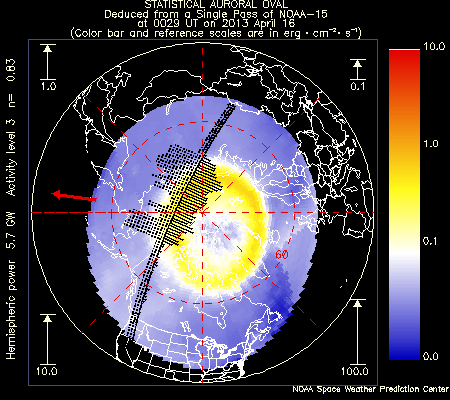 STATISTICAL AURORAL OVAL
Deduced from a Single Pass of NOAA-15
at 0029 UT on 2013 April 16
(Color bar and reference scales are in erg · cm⁻² · s⁻¹)
1.0
0.1
10.0
100.0
60
Hemispheric power 5.7 GW Activity level 3 n= 0.83
10.0
1.0
0.1
0.0
NOAA Space Weather Prediction Center